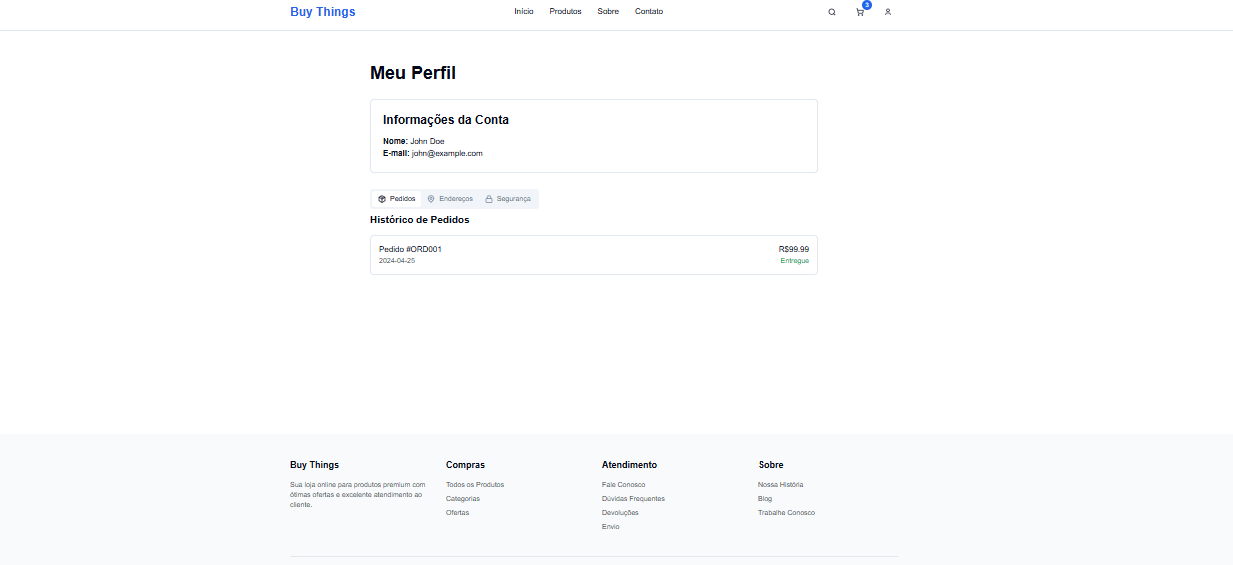 Buy Things
Início Produtos Sobre Contato
3
Meu Perfil
Informações da Conta
Nome: John Doe
E-mail: john@example.com
Pedidos Endereços Segurança
Histórico de Pedidos
Pedido #ORD001 R$99.99
2024-04-25 Entregue
Buy Things
Sua loja online para produtos premium com
ótimas ofertas e excelente atendimento ao
cliente.
Compras
Todos os Produtos
Categorias
Ofertas
Atendimento
Fale Conosco
Dúvidas Frequentes
Devoluções
Envio
Sobre
Nossa História
Blog
Trabalhe Conosco